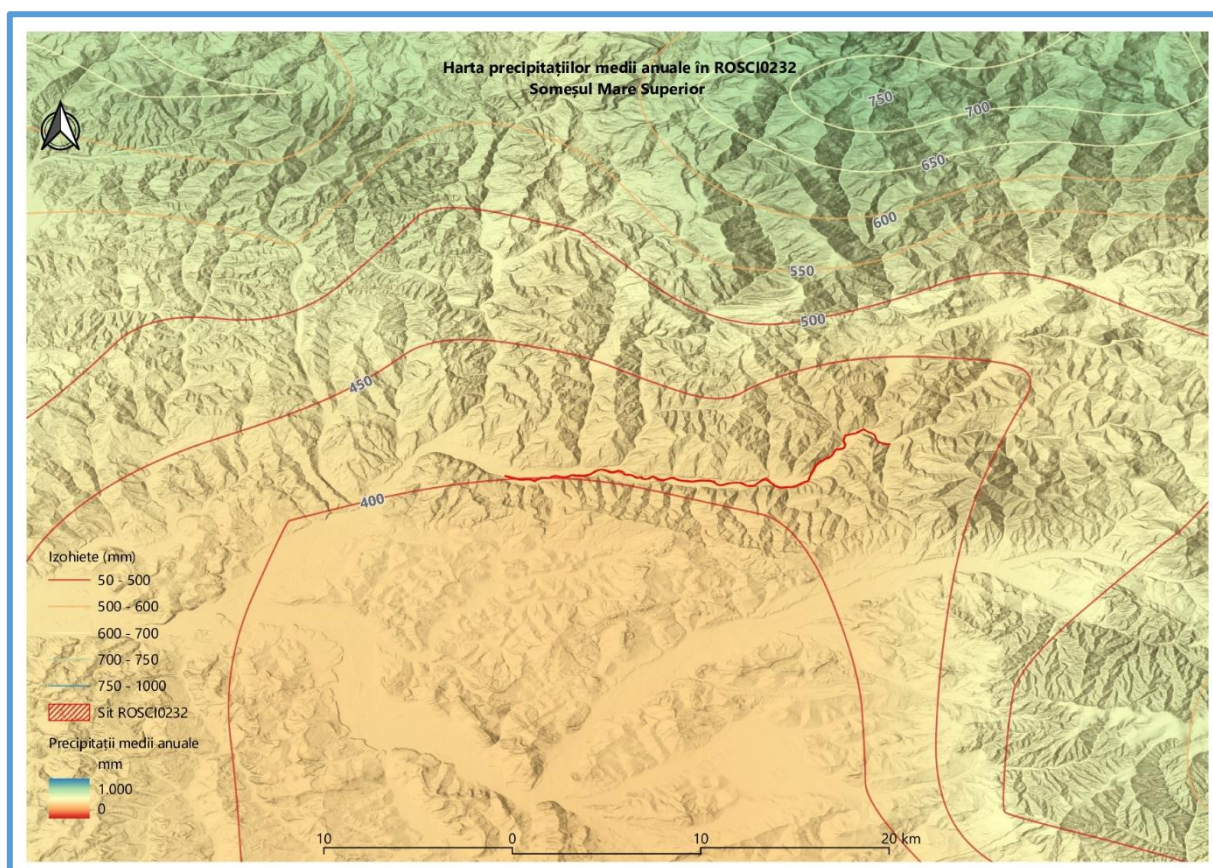 Harta precipitațiilor medii anuale în ROSCI0232
Someșul Mare Superior
750
700
650
600
550
500
450
400
Izohiete (mm)
50 - 500
500 - 600
600 - 700
700 - 750
750 - 1000
Sit ROSCI0232
Precipitații medii anuale
mm
1.000
0
10 0 10 20 km